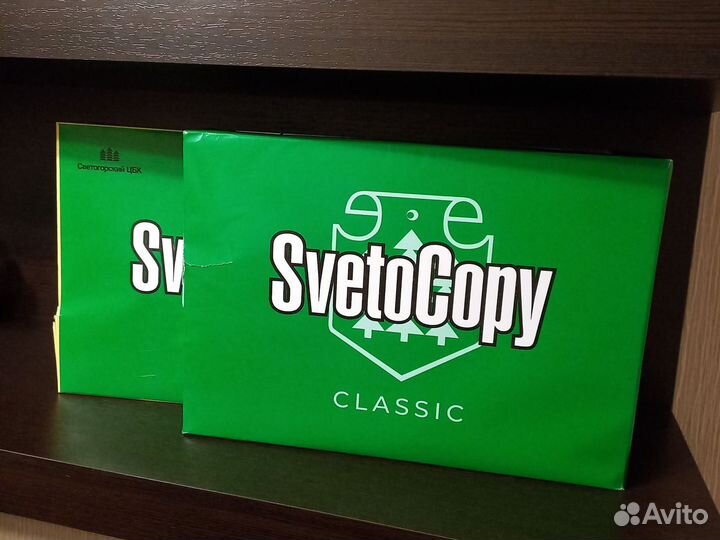 Светогорский ЦБК
Sv
SvetoCopy
CLASSIC
Avito